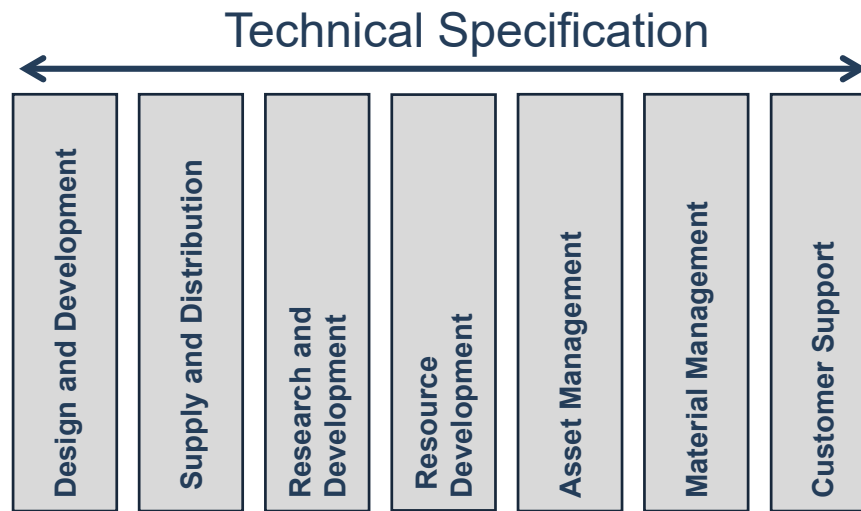 Technical Specification
Design and Development
Supply and Distribution
Research and
Development
Resource
Development
Asset Management
Material Management
Customer Support